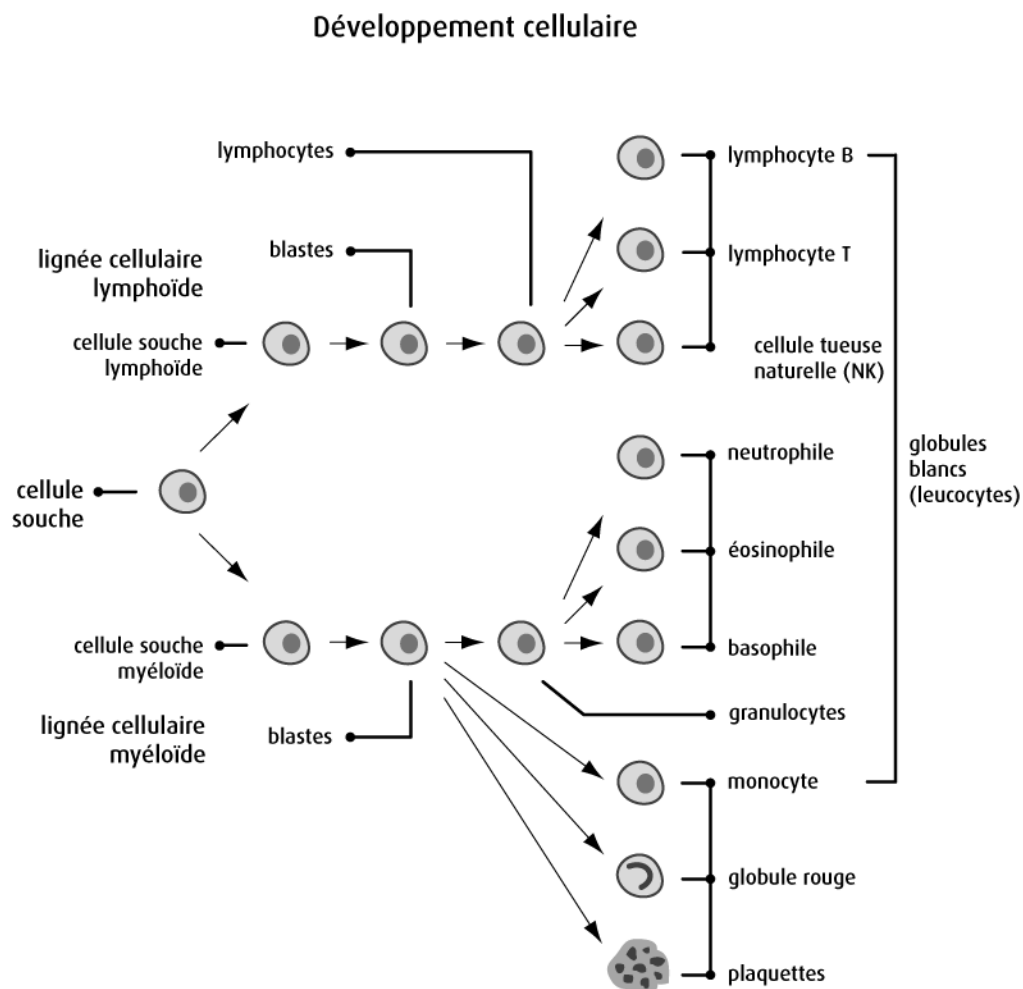 Développement cellulaire
lymphocytes
lymphocyte B
blastes
lymphocyte T
lignée cellulaire
lymphoïde
cellule souche
lymphoïde
cellule tueuse
naturelle (NK)
neutrophile
globules
blancs
(leucocytes)
cellule
souche
éosinophile
cellule souche
myéloïde
basophile
granulocytes
lignée cellulaire
myéloïde
blastes
monocyte
globule rouge
plaquettes